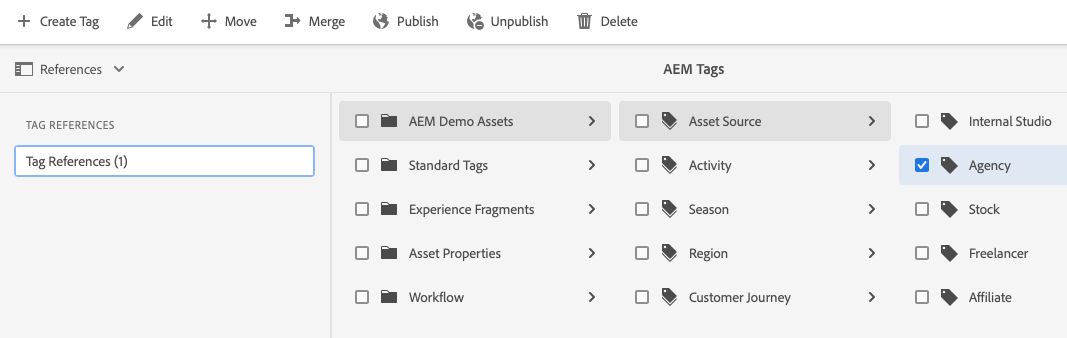 Create Tag Edit Move Merge Publish Unpublish Delete
References AEM Tags
TAG REFERENCES
Tag References (1)
AEM Demo Assets
Standard Tags
Experience Fragments
Asset Properties
Workflow
Asset Source
Activity
Season
Region
Customer Journey
Internal Studio
Agency
Stock
Freelancer
Affiliate